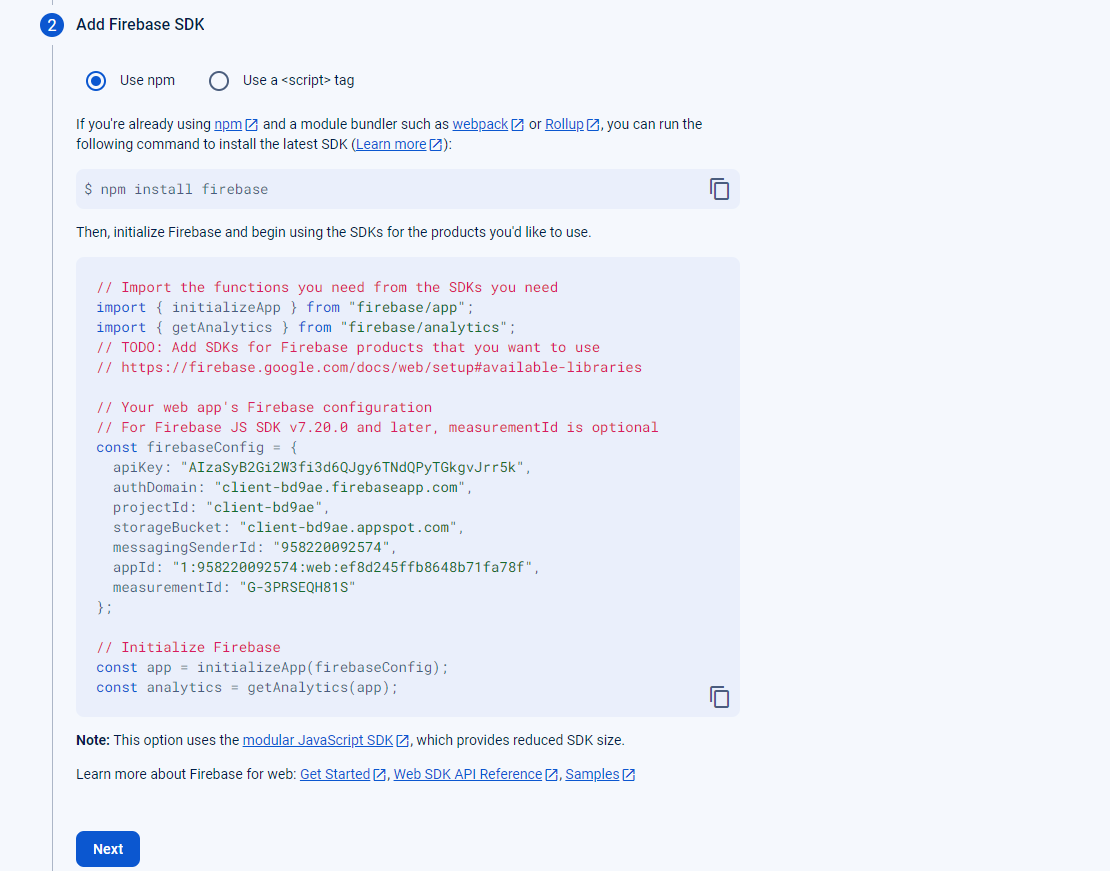 2 Add Firebase SDK
Use npm Use a <script> tag
If you're already using npm and a module bundler such as webpack or Rollup, you can run the
following command to install the latest SDK (Learn more):
$ npm install firebase
Then, initialize Firebase and begin using the SDKs for the products you'd like to use.
// Import the functions you need from the SDKs you need
import { initializeApp } from "firebase/app";
import { getAnalytics } from "firebase/analytics";
// TODO: Add SDKs for Firebase products that you want to use
// https://firebase.google.com/docs/web/setup#available-libraries
// Your web app's Firebase configuration
// For Firebase JS SDK v7.20.0 and later, measurementId is optional
const firebaseConfig = {
  apiKey: "AIzaSyB2Gi2W3fi3d6QJgy6TNdQPyTGkgvJrr5k",
  authDomain: "client-bd9ae.firebaseapp.com",
  projectId: "client-bd9ae",
  storageBucket: "client-bd9ae.appspot.com",
  messagingSenderId: "958220092574",
  appId: "1:958220092574:web:ef8d245ffb8648b71fa78f",
  measurementId: "G-3PRSEQH81S"
};
// Initialize Firebase
const app = initializeApp(firebaseConfig);
const analytics = getAnalytics(app);
Note: This option uses the modular JavaScript SDK, which provides reduced SDK size.
Learn more about Firebase for web: Get Started, Web SDK API Reference, Samples
Next